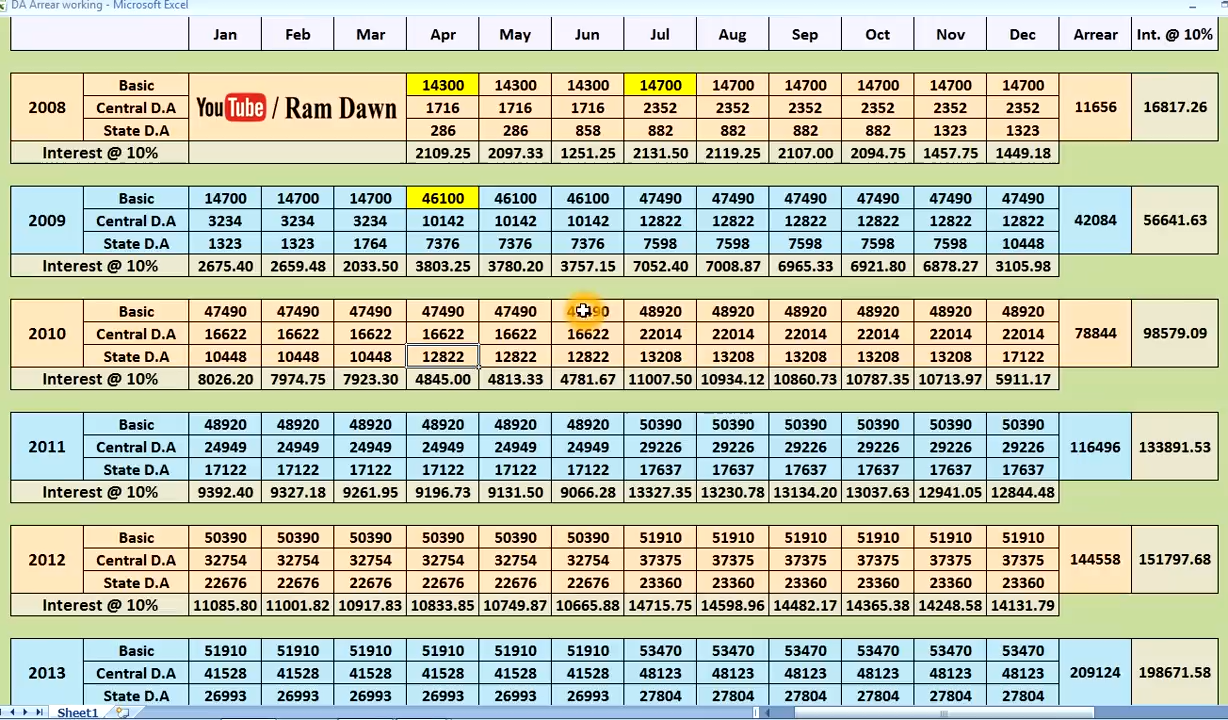 DA Arrear working - Microsoft Excel
Jan Feb Mar Apr May Jun Jul Aug Sep Oct Nov Dec Arrear Int. @ 10%
Basic 14300 14300 14300 14700 14700 14700 14700 14700 14700
2008 Central D.A YouTube / Ram Dawn 1716 1716 1716 2352 2352 2352 2352 2352 2352 11656 16817.26
State D.A 286 286 858 882 882 882 882 1323 1323
Interest @ 10% 2109.25 2097.33 1251.25 2131.50 2119.25 2107.00 2094.75 1457.75 1449.18
Basic 14700 14700 14700 46100 46100 46100 47490 47490 47490 47490 47490 47490
2009 Central D.A 3234 3234 3234 10142 10142 10142 12822 12822 12822 12822 12822 12822 42084 56641.63
State D.A 1323 1323 1764 7376 7376 7376 7598 7598 7598 7598 7598 10448
Interest @ 10% 2675.40 2659.48 2033.50 3803.25 3780.20 3757.15 7052.40 7008.87 6965.33 6921.80 6878.27 3105.98
Basic 47490 47490 47490 47490 47490 48920 48920 48920 48920 48920 48920
2010 Central D.A 16622 16622 16622 16622 16622 16622 22014 22014 22014 22014 22014 22014 78844 98579.09
State D.A 10448 10448 10448 12822 12822 12822 13208 13208 13208 13208 13208 17122
Interest @ 10% 8026.20 7974.75 7923.30 4845.00 4813.33 4781.67 11007.50 10934.12 10860.73 10787.35 10713.97 5911.17
Basic 48920 48920 48920 48920 48920 48920 50390 50390 50390 50390 50390 50390
2011 Central D.A 24949 24949 24949 24949 24949 24949 29226 29226 29226 29226 29226 29226 116496 133891.53
State D.A 17122 17122 17122 17122 17122 17122 17637 17637 17637 17637 17637 17637
Interest @ 10% 9392.40 9327.18 9261.95 9196.73 9131.50 9066.28 13327.35 13230.78 13134.20 13037.63 12941.05 12844.48
Basic 50390 50390 50390 50390 50390 50390 51910 51910 51910 51910 51910 51910
2012 Central D.A 32754 32754 32754 32754 32754 32754 37375 37375 37375 37375 37375 37375 144558 151797.68
State D.A 22676 22676 22676 22676 22676 22676 23360 23360 23360 23360 23360 23360
Interest @ 10% 11085.80 11001.82 10917.83 10833.85 10749.87 10665.88 14715.75 14598.96 14482.17 14365.38 14248.58 14131.79
Basic 51910 51910 51910 51910 51910 51910 53470 53470 53470 53470 53470 53470
2013 Central D.A 41528 41528 41528 41528 41528 41528 48123 48123 48123 48123 48123 48123 209124 198671.58
State D.A 26993 26993 26993 26993 26993 26993 27804 27804 27804 27804 27804 27804
Sheet1